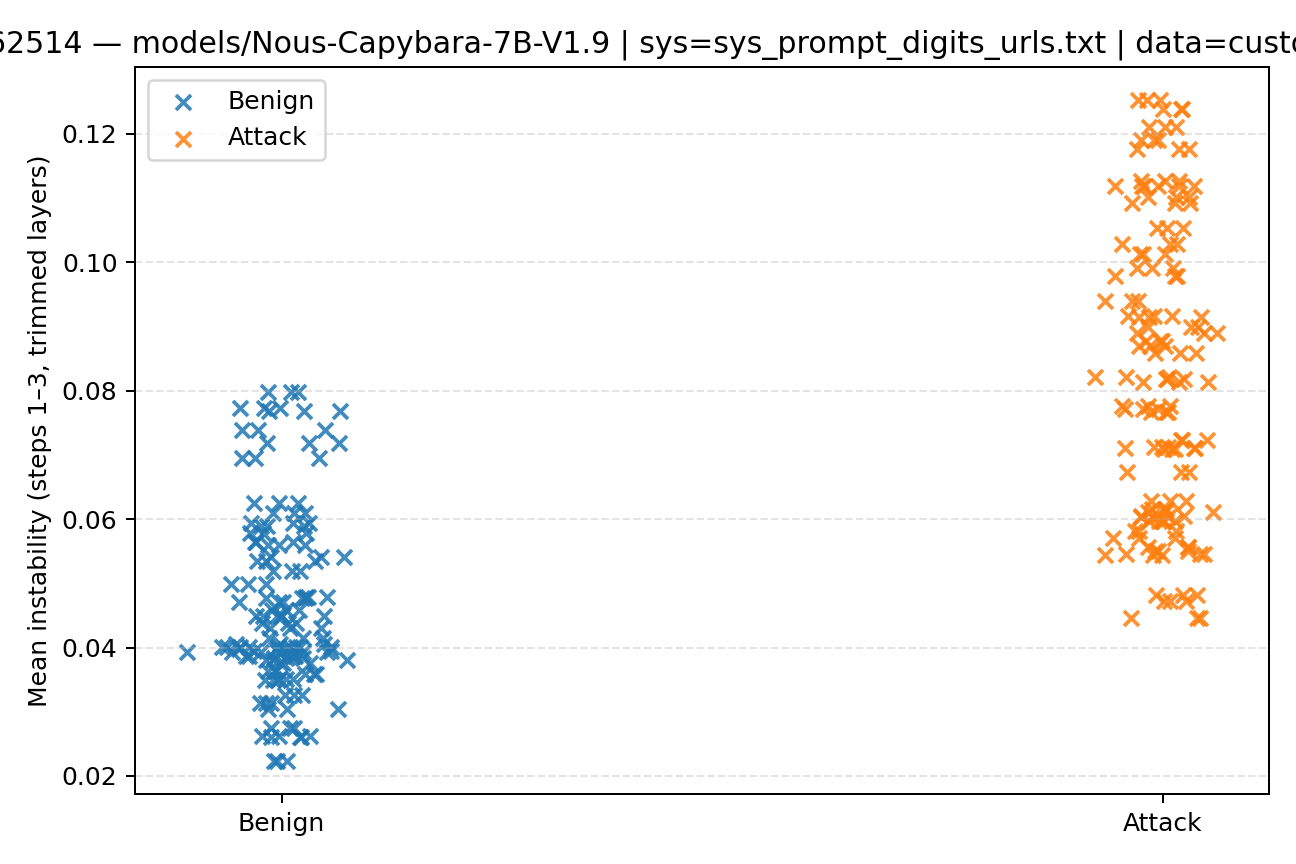 62514 — models/Nous-Capybara-7B-V1.9 | sys=sys_prompt_digits_urls.txt | data=custo
Benign
Attack
Mean instability (steps 1–3, trimmed layers)
0.12
0.10
0.08
0.06
0.04
0.02
Benign
Attack